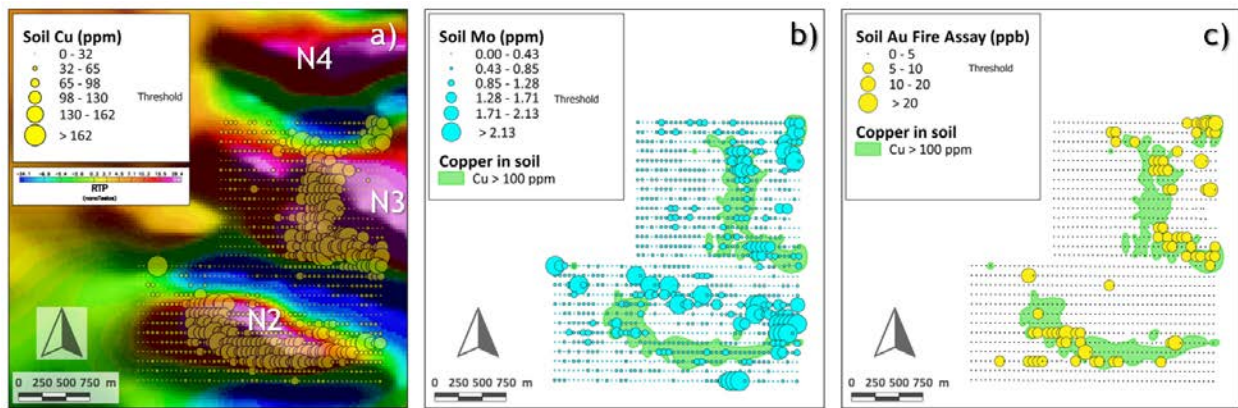 Soil Cu (ppm)
0 - 32
32 - 65
65 - 98
98 - 130
130 - 162
> 162
Threshold
RTP
(nanoTeslas)
a)
N4
N3
N2
0 250 500 750 m
Soil Mo (ppm)
0.00 - 0.43
0.43 - 0.85
0.85 - 1.28
1.28 - 1.71
1.71 - 2.13
> 2.13
Threshold
Copper in soil
Cu > 100 ppm
b)
0 250 500 750 m
Soil Au Fire Assay (ppb)
0 - 5
5 - 10
10 - 20
> 20
Threshold
Copper in soil
Cu > 100 ppm
c)
0 250 500 750 m